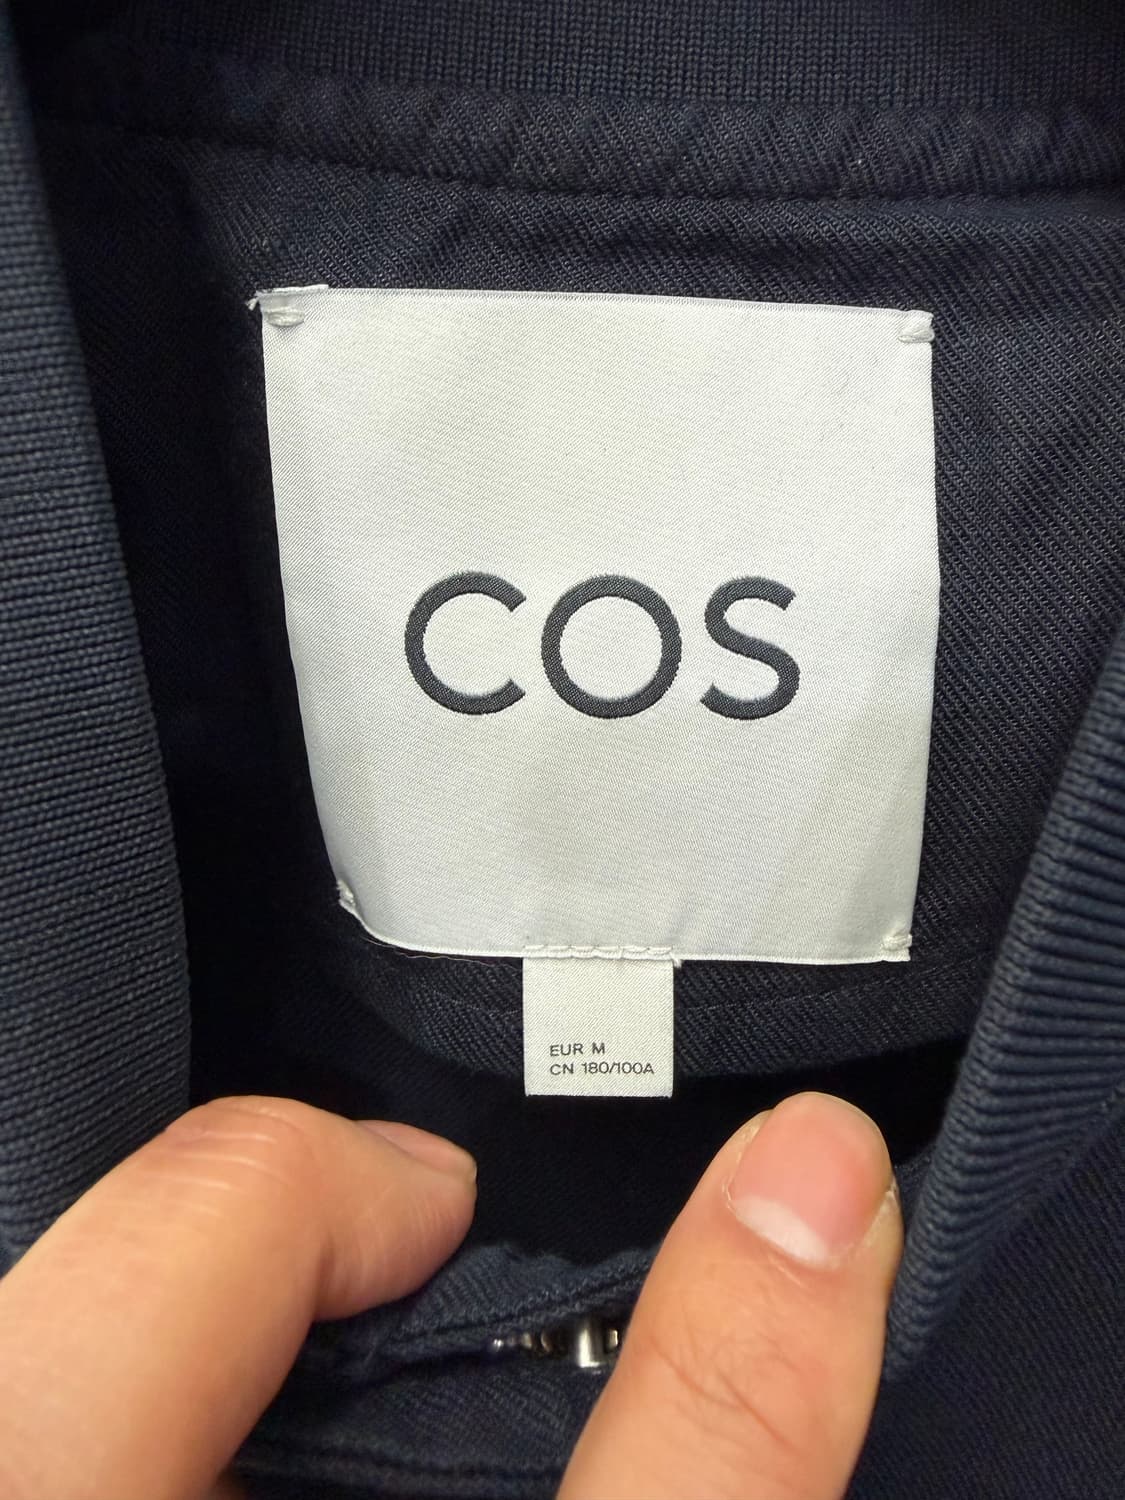 COS
EUR M
CN 180/100A